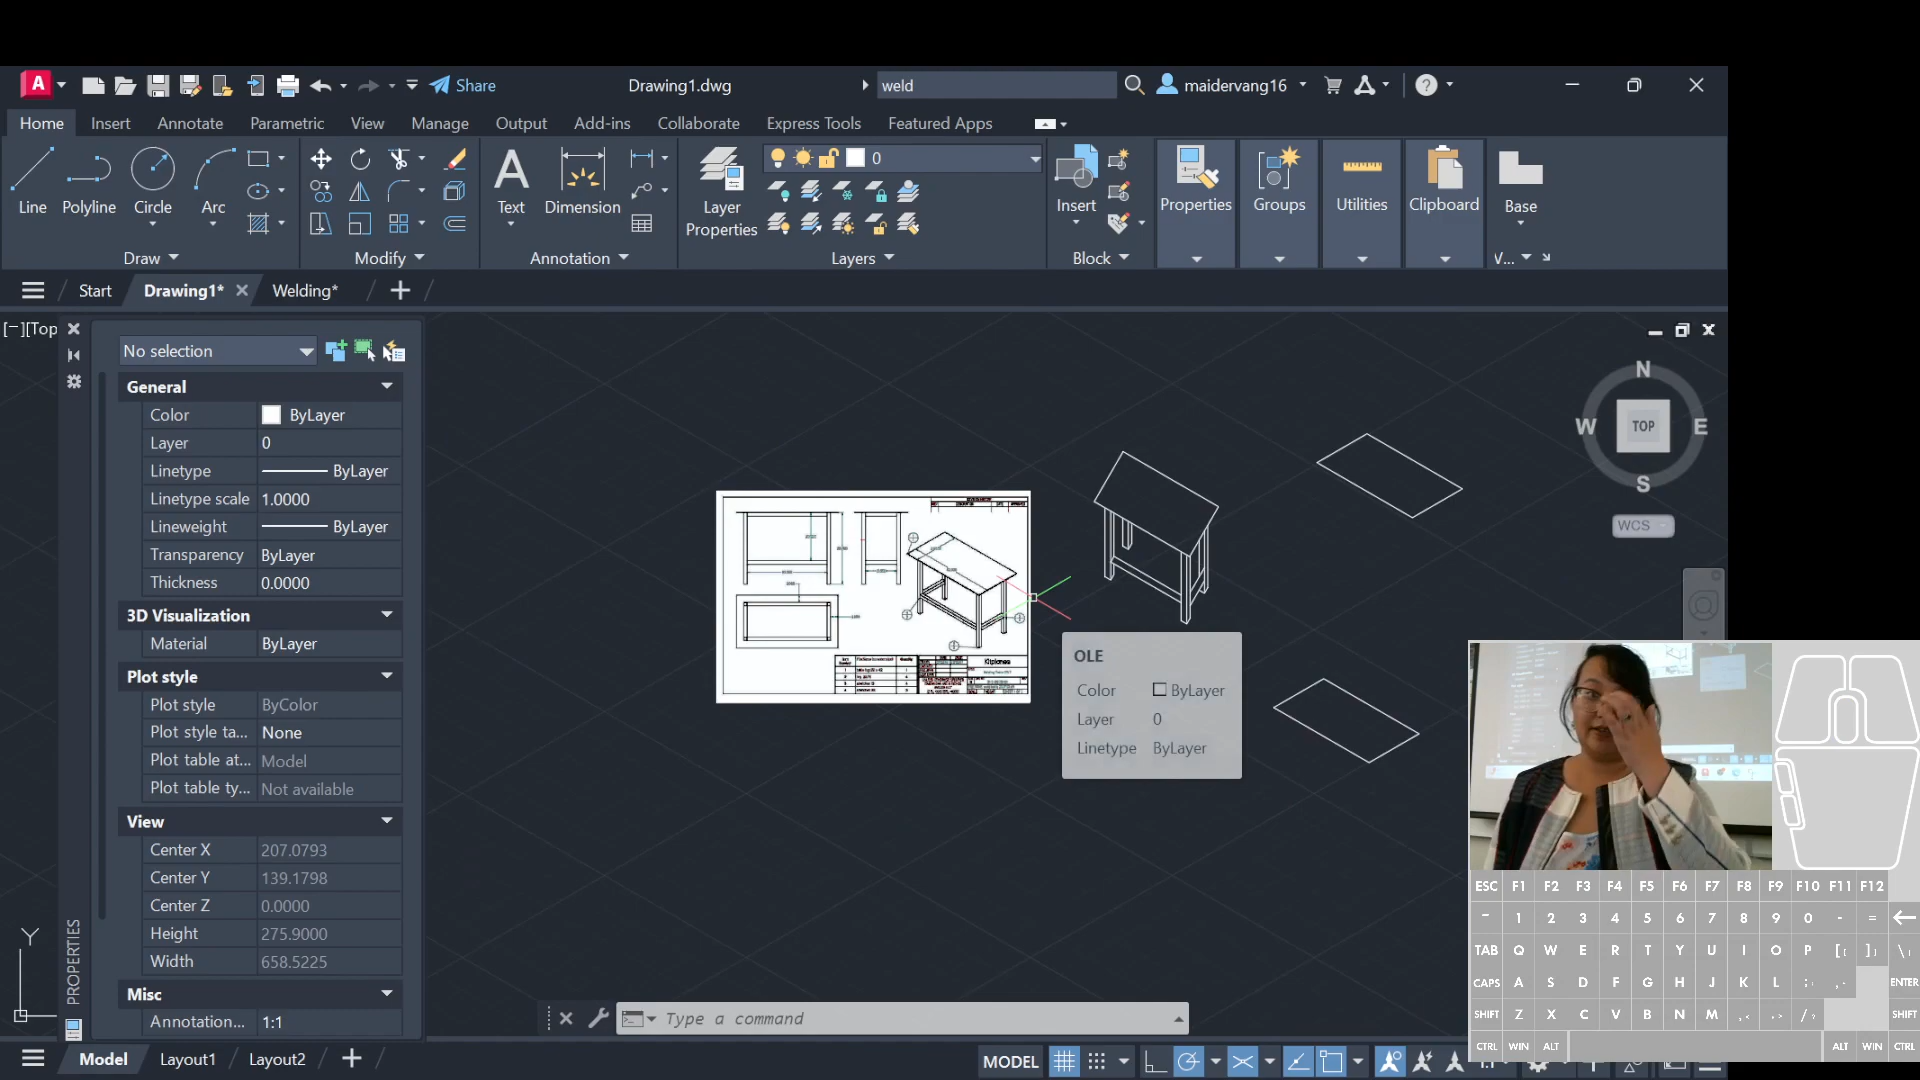 A
Share
Drawing1.dwg
weld
maidervang16
Home Insert Annotate Parametric View Manage Output Add-ins Collaborate Express Tools Featured Apps
Line Polyline Circle Arc
Text Dimension
Layer Properties
0
Insert
Properties Groups Utilities Clipboard Base
Draw Modify Annotation Layers Block V...
Start Drawing1* Welding*
[−][Top
No selection
General
Color ByLayer
Layer 0
Linetype ByLayer
Linetype scale 1.0000
Lineweight ByLayer
Transparency ByLayer
Thickness 0.0000
3D Visualization
Material ByLayer
Plot style
Plot style ByColor
Plot style ta... None
Plot table at... Model
Plot table ty... Not available
View
Center X 207.0793
Center Y 139.1798
Center Z 0.0000
Height 275.9000
Width 658.5225
Misc
Annotation... 1:1
PROPERTIES
Y
N
W TOP E
S
WCS
Kitplanes
OLE
Color ByLayer
Layer 0
Linetype ByLayer
Type a command
Model Layout1 Layout2
MODEL
ESC F1 F2 F3 F4 F5 F6 F7 F8 F9 F10 F11 F12
~ 1 2 3 4 5 6 7 8 9 0 - =
TAB Q W E R T Y U I O P [{ ]} \
CAPS A S D F G H J K L ENTER
SHIFT Z X C V B N M SHIFT
CTRL WIN ALT ALT WIN CTRL